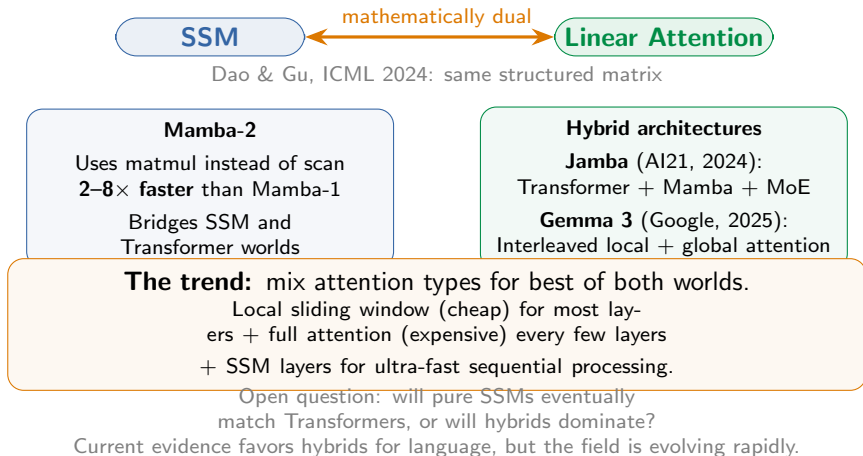 mathematically dual
SSM
Linear Attention
Dao & Gu, ICML 2024: same structured matrix
Mamba-2
Uses matmul instead of scan
2–8× faster than Mamba-1
Bridges SSM and
Transformer worlds
Hybrid architectures
Jamba (AI21, 2024):
Transformer + Mamba + MoE
Gemma 3 (Google, 2025):
Interleaved local + global attention
The trend: mix attention types for best of both worlds.
Local sliding window (cheap) for most lay-
ers + full attention (expensive) every few layers
+ SSM layers for ultra-fast sequential processing.
Open question: will pure SSMs eventually
match Transformers, or will hybrids dominate?
Current evidence favors hybrids for language, but the field is evolving rapidly.